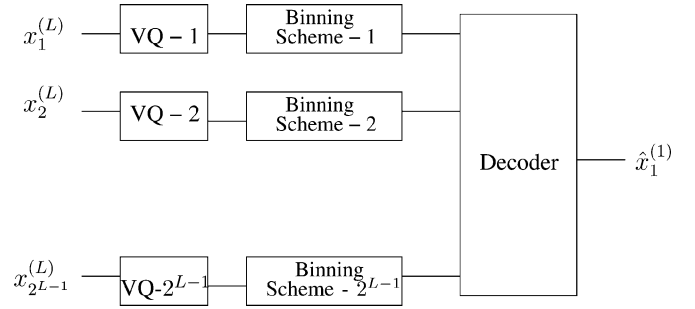 x_1^{(L)} VQ – 1 Binning Scheme – 1
x_2^{(L)} VQ – 2 Binning Scheme – 2
Decoder x̂_1^{(1)}
x_{2^{L-1}}^{(L)} VQ-2^{L-1} Binning Scheme - 2^{L-1}